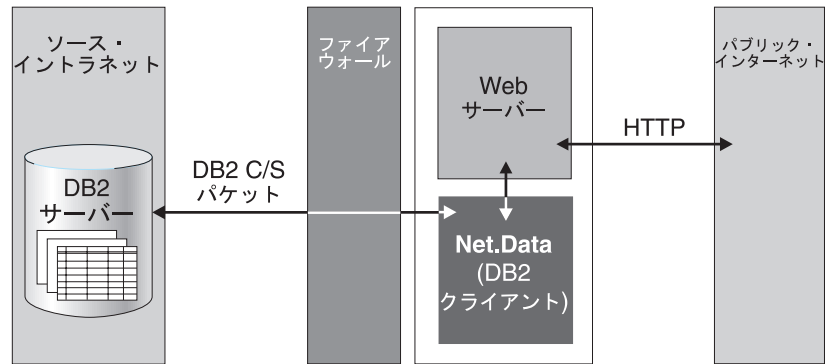 ソース・
イントラネット
DB2
サーバー
DB2 C/S
パケット
ファイア
ウォール
Web
サーバー
Net.Data
(DB2
クライアント)
HTTP
パブリック・
インターネット